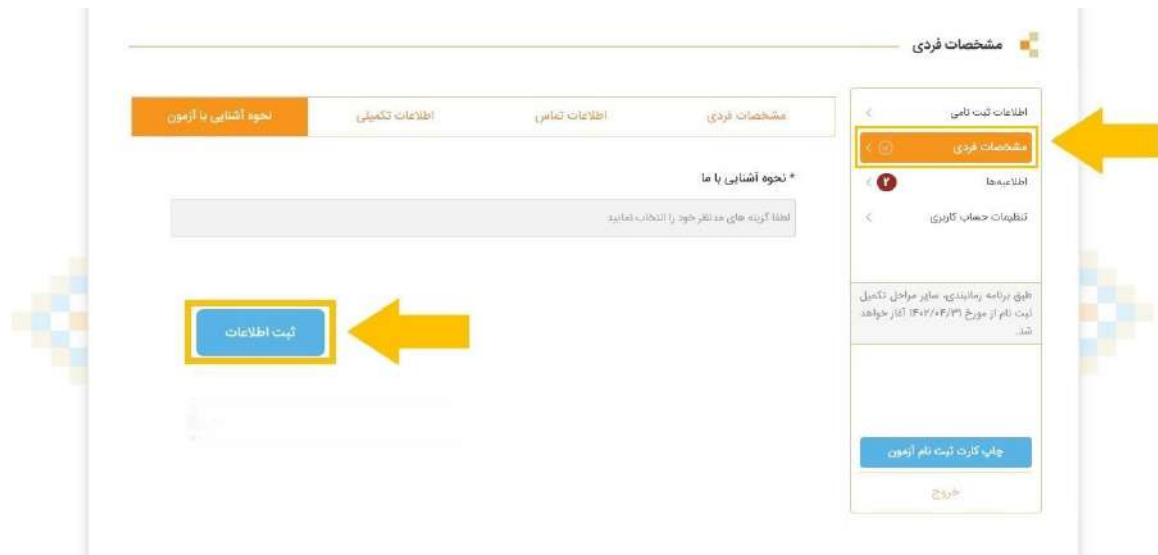 مشخصات فردی
اطلاعات ثبت نامی
مشخصات فردی
اطلاعیه‌ها ۲
تنظیمات حساب کاربری
طبق برنامه زمانبندی، سایر مراحل تکمیل
ثبت نام از مورخ ۱۴۰۲/۰۴/۳۱ آغاز خواهد
شد.
چاپ کارت ثبت نام آزمون
خروج
مشخصات فردی اطلاعات تماس اطلاعات تکمیلی نحوه آشنایی با آزمون
* نحوه آشنایی با ما
لطفا گزینه های مدنظر خود را انتخاب نمایید
ثبت اطلاعات